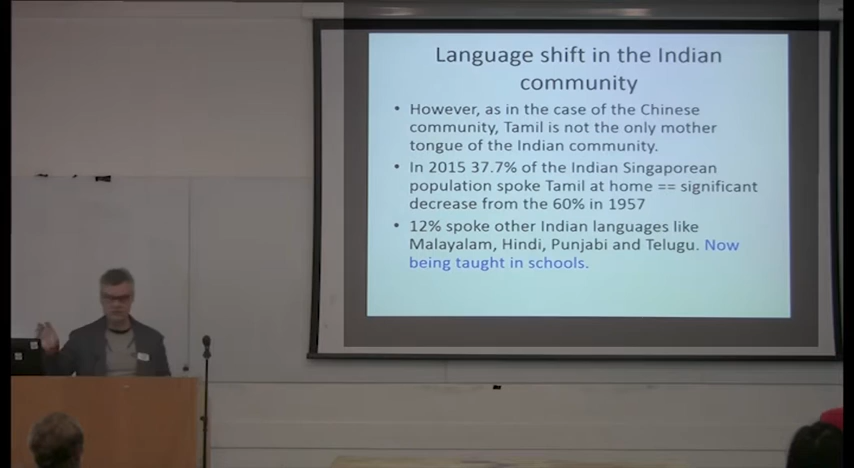 Language shift in the Indian
community
• However, as in the case of the Chinese
community, Tamil is not the only mother
tongue of the Indian community.
• In 2015 37.7% of the Indian Singaporean
population spoke Tamil at home == significant
decrease from the 60% in 1957
• 12% spoke other Indian languages like
Malayalam, Hindi, Punjabi and Telugu. Now
being taught in schools.